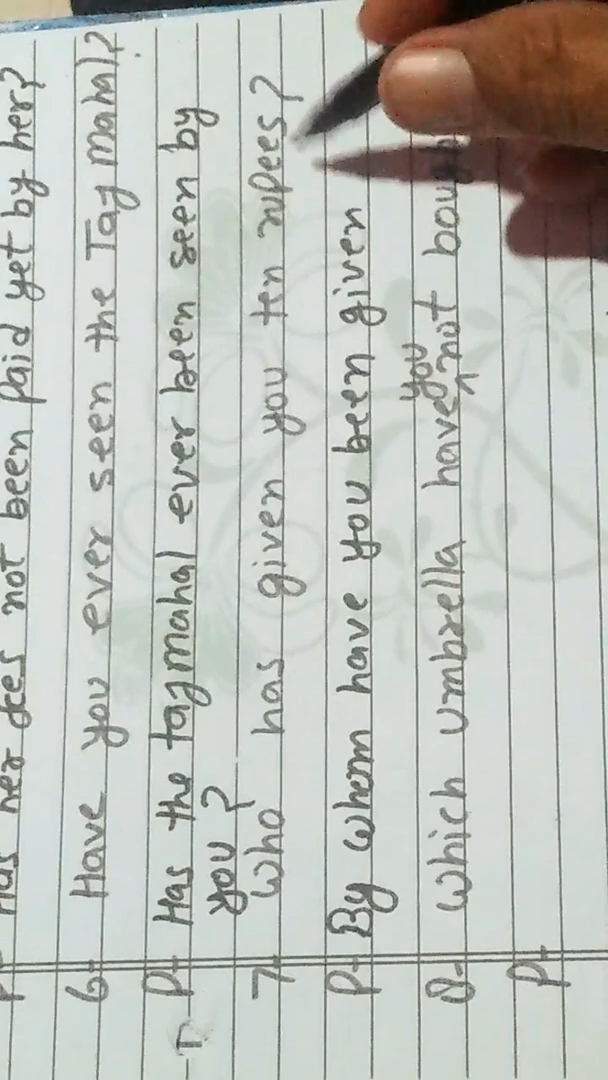 P- Has her fees not been paid yet by her?
6- Have you ever seen the Taj Mahal?
P- Has the tajmahal ever been seen by
you?
7- Who has given you ten rupees?
P- By whom have you been given
8- Which umbrella have you not
P-